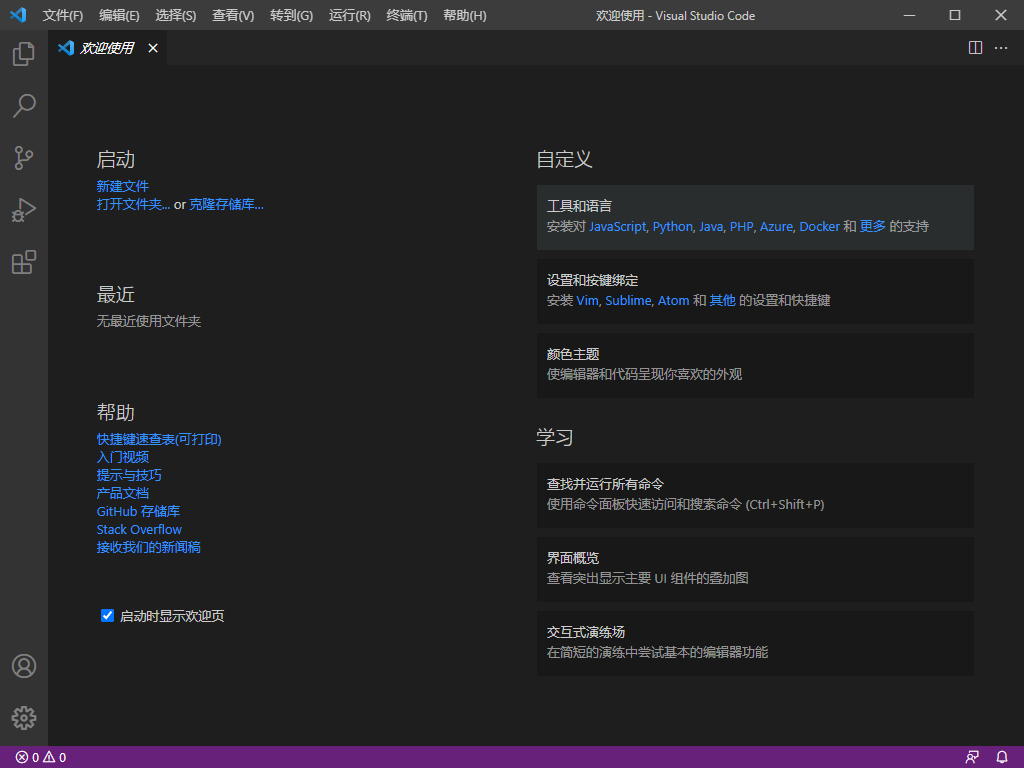 文件(F) 编辑(E) 选择(S) 查看(V) 转到(G) 运行(R) 终端(T) 帮助(H) 欢迎使用 - Visual Studio Code
欢迎使用
启动
新建文件
打开文件夹... or 克隆存储库...
最近
无最近使用文件夹
帮助
快捷键速查表(可打印)
入门视频
提示与技巧
产品文档
GitHub 存储库
Stack Overflow
接收我们的新闻稿
启动时显示欢迎页
自定义
工具和语言
安装对 JavaScript, Python, Java, PHP, Azure, Docker 和 更多 的支持
设置和按键绑定
安装 Vim, Sublime, Atom 和 其他 的设置和快捷键
颜色主题
使编辑器和代码呈现你喜欢的外观
学习
查找并运行所有命令
使用命令面板快速访问和搜索命令 (Ctrl+Shift+P)
界面概览
查看突出显示主要 UI 组件的叠加图
交互式演练场
在简短的演练中尝试基本的编辑器功能
0 0